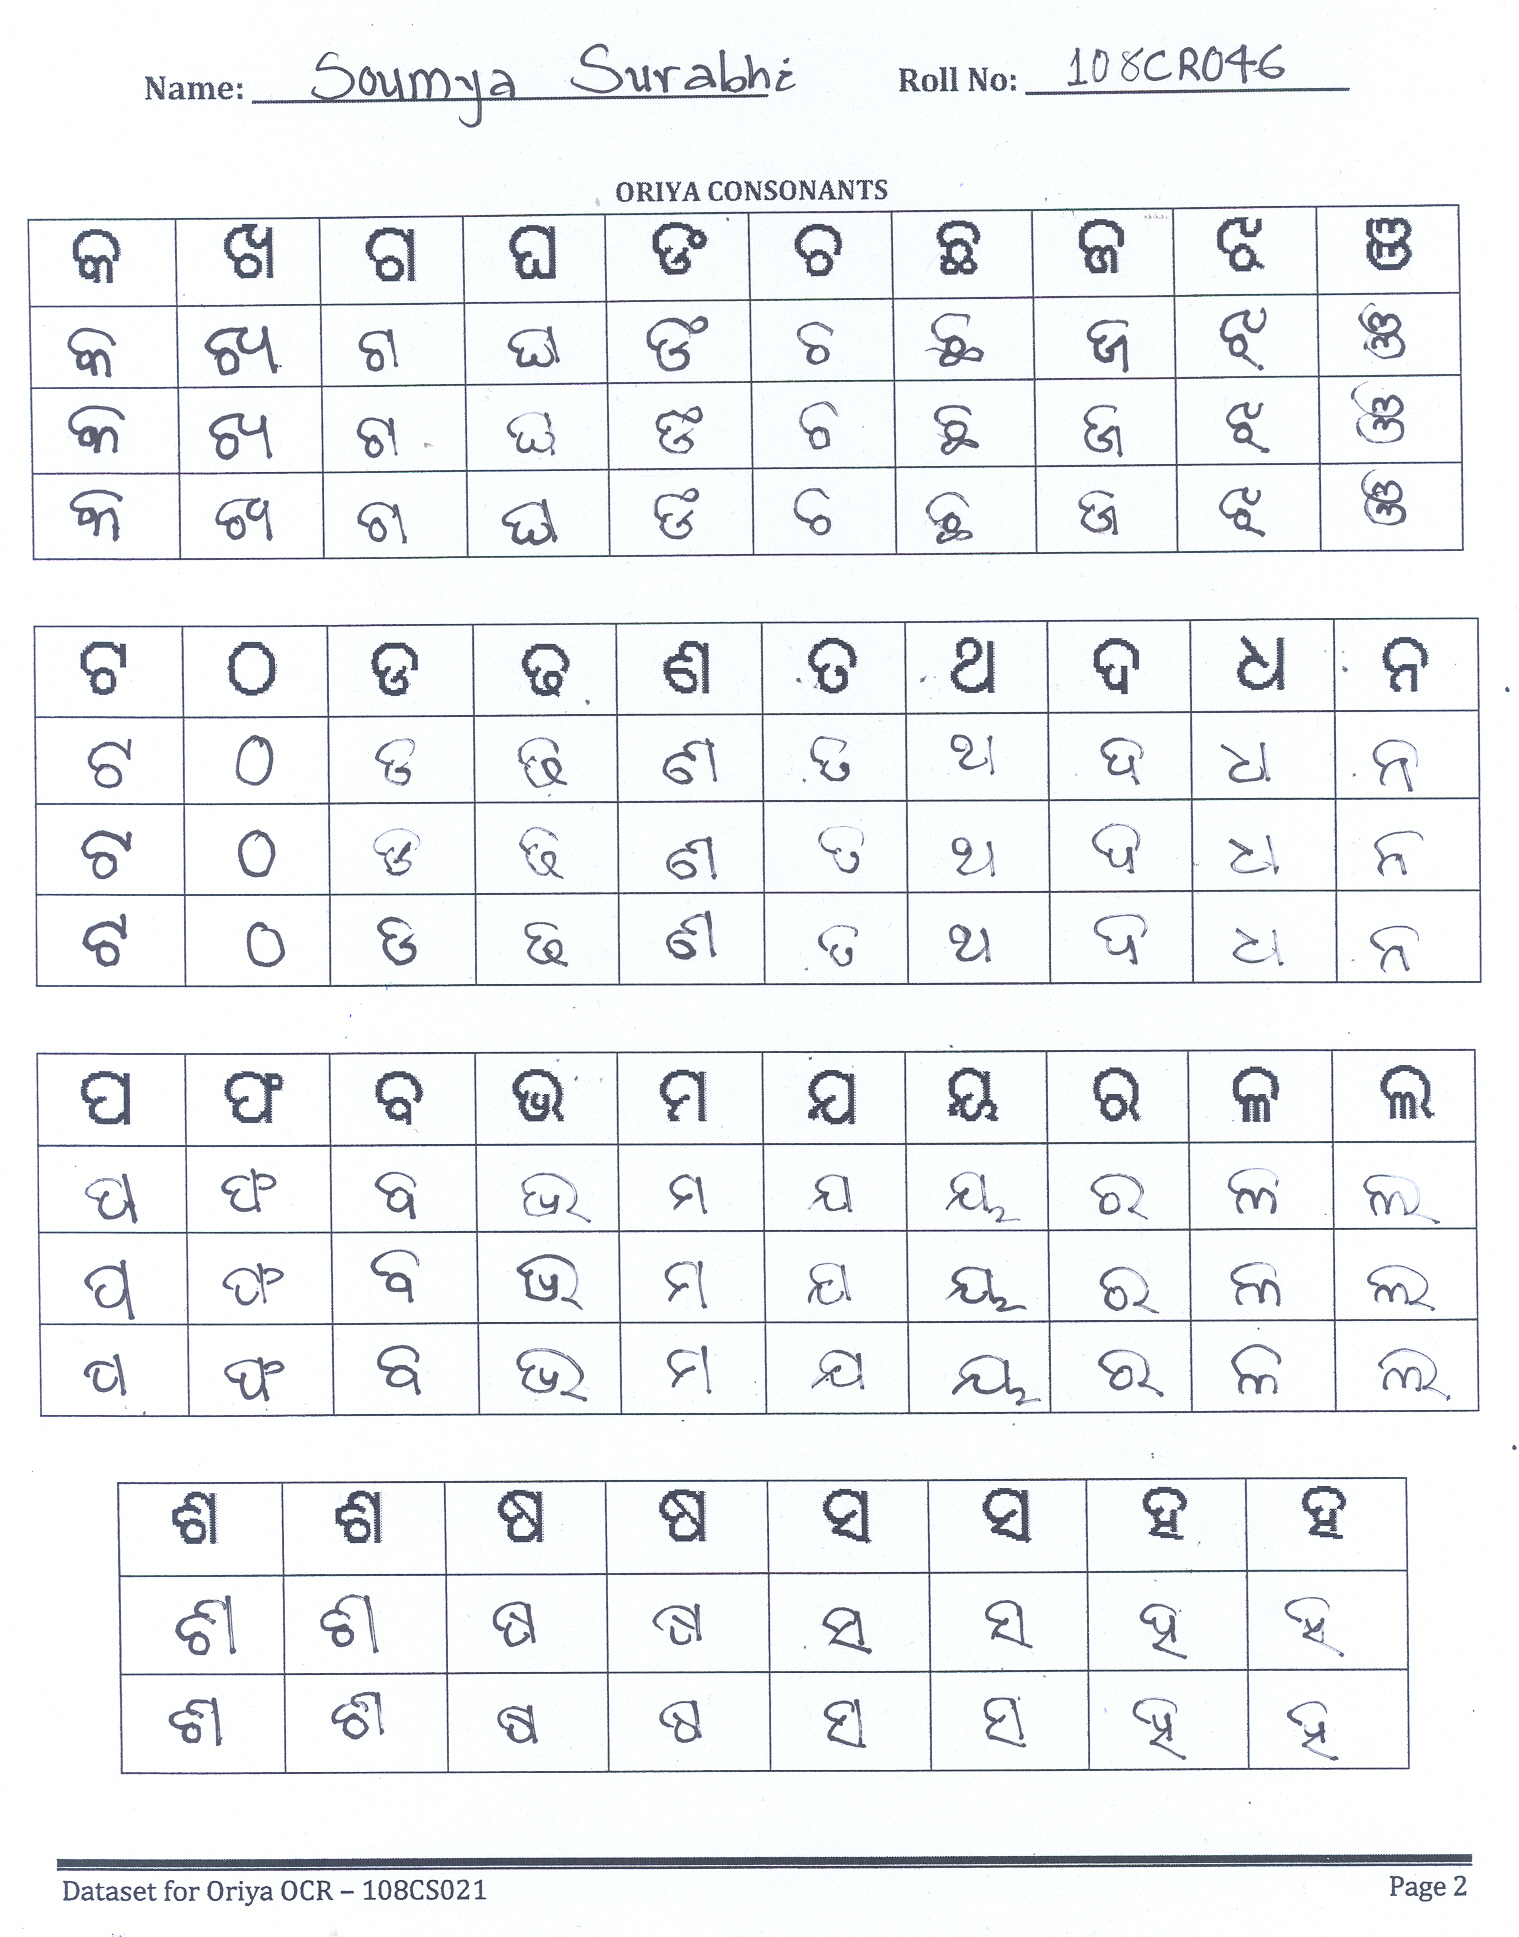 Name: Soumya Surabhi Roll No: 108CR046
ORIYA CONSONANTS
କ ଖ ଗ ଘ ଙ ଚ ଛ ଜ ଝ ଞ
କ ଖ ଗ ଘ ଙ ଚ ଛ ଜ ଝ ଞ
କ ଖ ଗ ଘ ଙ ଚ ଛ ଜ ଝ ଞ
କ ଖ ଗ ଘ ଙ ଚ ଛ ଜ ଝ ଞ
ଟ ଠ ଡ ଢ ଣ ତ ଥ ଦ ଧ ନ
ଟ ଠ ଡ ଢ ଣ ତ ଥ ଦ ଧ ନ
ଟ ଠ ଡ ଢ ଣ ତ ଥ ଦ ଧ ନ
ଟ ଠ ଡ ଢ ଣ ତ ଥ ଦ ଧ ନ
ପ ଫ ବ ଭ ମ ଯ ୟ ର ଳ ଲ
ପ ଫ ବ ଭ ମ ଯ ୟ ର ଳ ଲ
ପ ଫ ବ ଭ ମ ଯ ୟ ର ଳ ଲ
ପ ଫ ବ ଭ ମ ଯ ୟ ର ଳ ଲ
ଶ ଶ ଷ ଷ ସ ସ ହ ହ
ଶ ଶ ଷ ଷ ସ ସ ହ ହ
ଶ ଶ ଷ ଷ ସ ସ ହ ହ
Dataset for Oriya OCR – 108CS021 Page 2